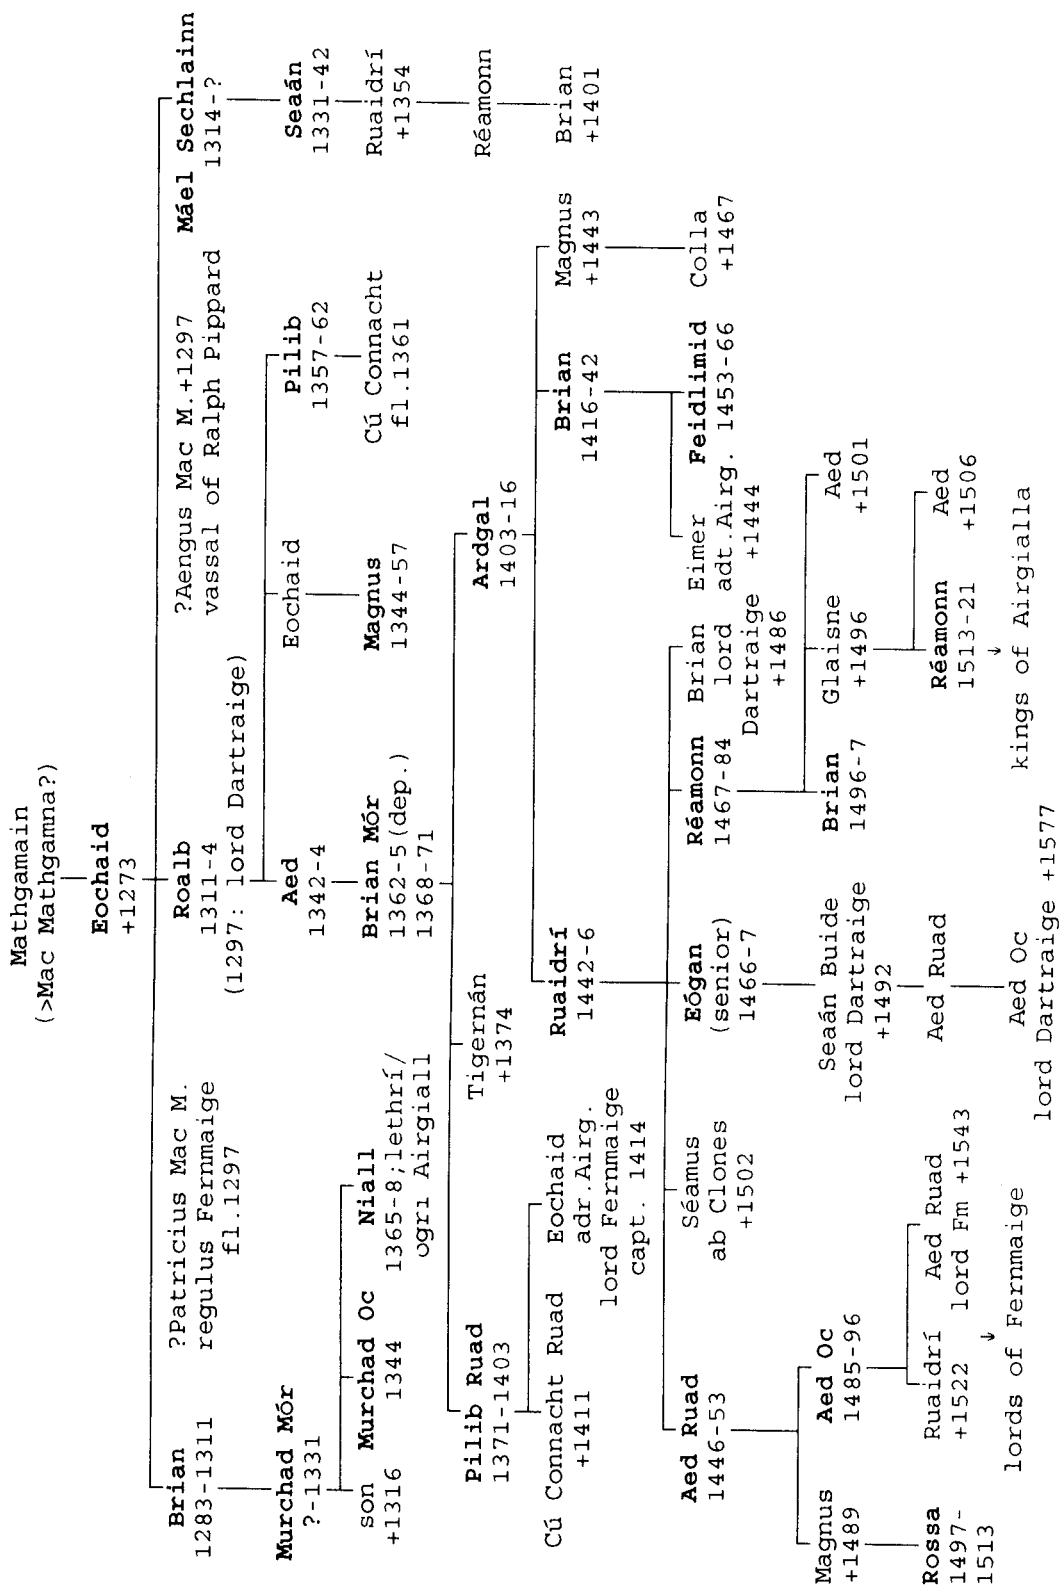 Mathgamain
(>Mac Mathgamna?)
Eochaid
+1273
Brian
1283-1311
?Patricius Mac M.
regulus Fernmaige
fl.1297
Roalb
1311-4
(1297: lord Dartraige)
?Aengus Mac M.+1297
vassal of Ralph Pippard
Máel Sechlainn
1314-?
Murchad Mór
?-1331
Aed
1342-4
Eochaid
Pilib
1357-62
Seaán
1331-42
son
+1316
Murchad Oc
1344
Niall
1365-8;lethrí/
ogrı Airgiall
Brian Mór
1362-5(dep.)
1368-71
Magnus
1344-57
Cú Connacht
fl.1361
Ruaidrí
+1354
Pilib Ruad
1371-1403
Tigernán
+1374
Ardgal
1403-16
Réamonn
Cú Connacht Ruad
+1411
Eochaid
adr.Airg.
lord Fernmaige
capt. 1414
Ruaidrí
1442-6
Brian
1416-42
Magnus
+1443
Brian
+1401
Aed Ruad
1446-53
Séamus
ab Clones
+1502
Eógan
(senior)
1466-7
Réamonn
1467-84
Brian
lord
Dartraige
+1486
Eimer
adt.Airg.
+1444
Feidlimid
1453-66
Colla
+1467
Magnus
+1489
Aed Oc
1485-96
Seaán Buide
lord Dartraige
+1492
Brian
1496-7
Glaisne
+1496
Aed
+1501
Rossa
1497-
1513
Ruaidrí
+1522
Aed Ruad
lord Fm +1543
Aed Ruad
Réamonn
1513-21
Aed
+1506
↓
lords of Fernmaige
Aed Oc
lord Dartraige +1577
↓
kings of Airgialla